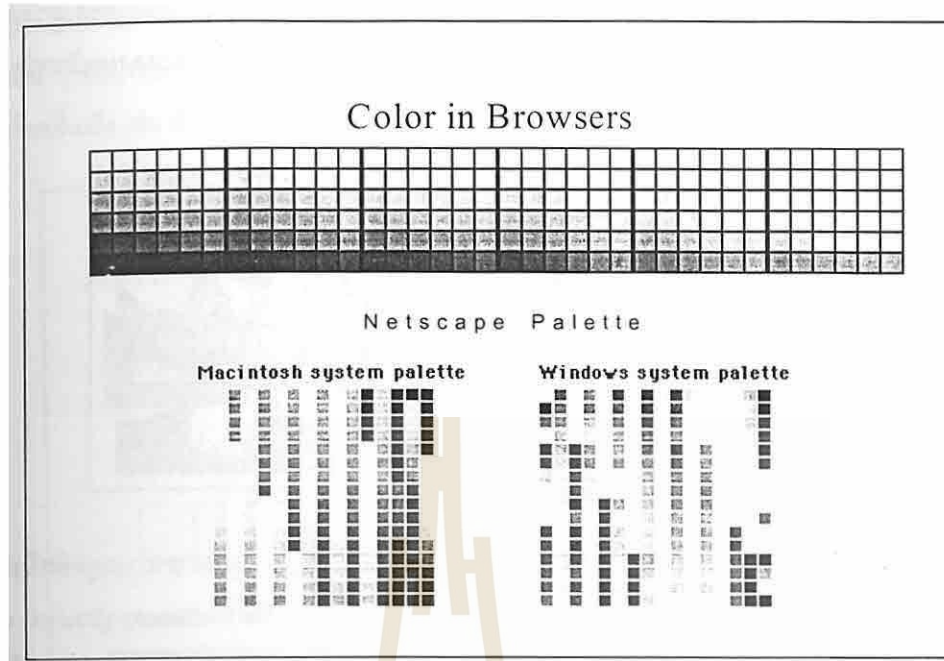 Color in Browsers
Netscape Palette
Macintosh system palette
Windows system palette